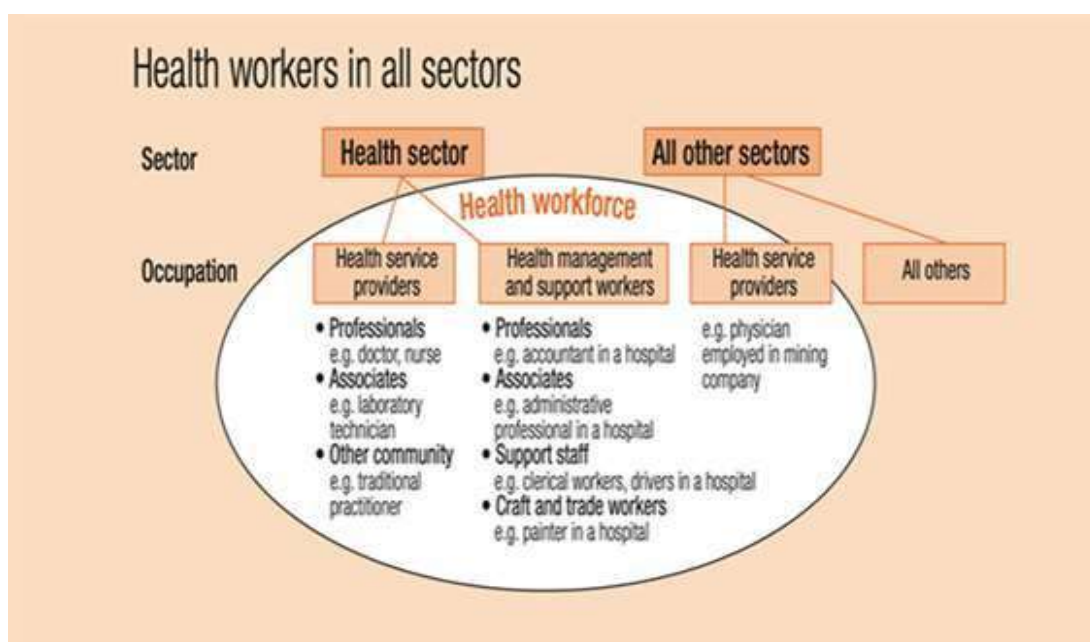 Health workers in all sectors
Sector
Health sector
All other sectors
Health workforce
Occupation
Health service
providers
• Professionals
e.g. doctor, nurse
• Associates
e.g. laboratory
technician
• Other community
e.g. traditional
practitioner
Health management
and support workers
• Professionals
e.g. accountant in a hospital
• Associates
e.g. administrative
professional in a hospital
• Support staff
e.g. clerical workers, drivers in a hospital
• Craft and trade workers
e.g. painter in a hospital
Health service
providers
e.g. physician
employed in mining
company
All others